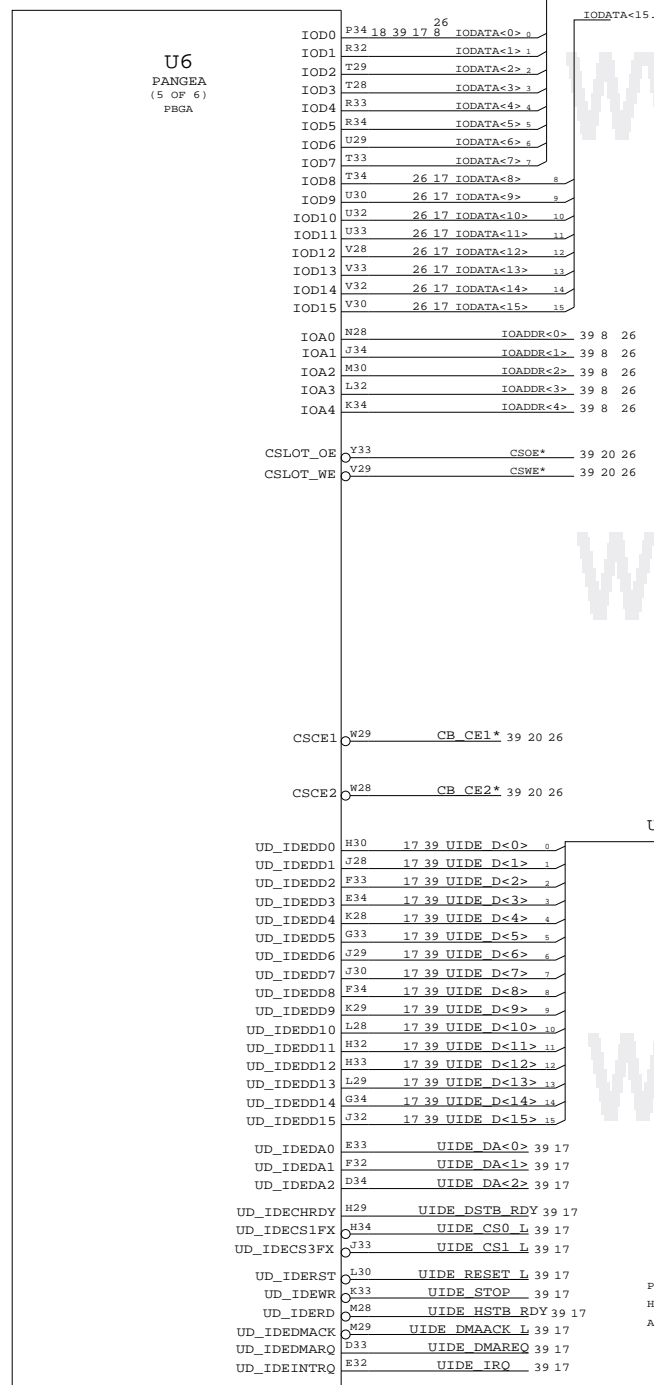 26
IODATA<15.
IOD0 P34 18 39 17 8 IODATA<0> 0
U6
IOD1 R32 IODATA<1> 1
PANGEA
IOD2 T29 IODATA<2> 2
(5 OF 6)
IOD3 T28 IODATA<3> 3
PBGA
IOD4 R33 IODATA<4> 4
IOD5 R34 IODATA<5> 5
IOD6 U29 IODATA<6> 6
IOD7 T33 IODATA<7> 7
IOD8 T34 26 17 IODATA<8> 8
IOD9 U30 26 17 IODATA<9> 9
IOD10 U32 26 17 IODATA<10> 10
IOD11 U33 26 17 IODATA<11> 11
IOD12 V28 26 17 IODATA<12> 12
IOD13 V33 26 17 IODATA<13> 13
IOD14 V32 26 17 IODATA<14> 14
IOD15 V30 26 17 IODATA<15> 15
IOA0 N28 IOADDR<0> 39 8 26
IOA1 J34 IOADDR<1> 39 8 26
IOA2 M30 IOADDR<2> 39 8 26
IOA3 L32 IOADDR<3> 39 8 26
IOA4 K34 IOADDR<4> 39 8 26
CSLOT_OE Y33 CSOE* 39 20 26
CSLOT_WE V29 CSWE* 39 20 26
W
CSCE1 W29 CB_CE1* 39 20 26
CSCE2 W28 CB_CE2* 39 20 26
U
UD_IDEDD0 H30 17 39 UIDE_D<0> 0
UD_IDEDD1 J28 17 39 UIDE_D<1> 1
UD_IDEDD2 F33 17 39 UIDE_D<2> 2
UD_IDEDD3 E34 17 39 UIDE_D<3> 3
UD_IDEDD4 K28 17 39 UIDE_D<4> 4
UD_IDEDD5 G33 17 39 UIDE_D<5> 5
UD_IDEDD6 J29 17 39 UIDE_D<6> 6
UD_IDEDD7 J30 17 39 UIDE_D<7> 7
UD_IDEDD8 F34 17 39 UIDE_D<8> 8
UD_IDEDD9 K29 17 39 UIDE_D<9> 9
UD_IDEDD10 L28 17 39 UIDE_D<10> 10
UD_IDEDD11 H32 17 39 UIDE_D<11> 11
UD_IDEDD12 H33 17 39 UIDE_D<12> 12
UD_IDEDD13 L29 17 39 UIDE_D<13> 13
UD_IDEDD14 G34 17 39 UIDE_D<14> 14
UD_IDEDD15 J32 17 39 UIDE_D<15> 15
UD_IDEDA0 E33 UIDE_DA<0> 39 17
UD_IDEDA1 F32 UIDE_DA<1> 39 17
UD_IDEDA2 D34 UIDE_DA<2> 39 17
UD_IDECHRDY H29 UIDE_DSTB_RDY 39 17
UD_IDECS1FX H34 UIDE_CS0_L 39 17
UD_IDECS3FX J33 UIDE_CS1_L 39 17
UD_IDERST L30 UIDE_RESET_L 39 17
P
UD_IDEWR K33 UIDE_STOP 39 17
H
UD_IDERD M28 UIDE_HSTB_RDY 39 17
A
UD_IDEDMACK M29 UIDE_DMAACK_L 39 17
UD_IDEDMARQ D33 UIDE_DMAREQ 39 17
UD_IDEINTRQ E32 UIDE_IRQ 39 17